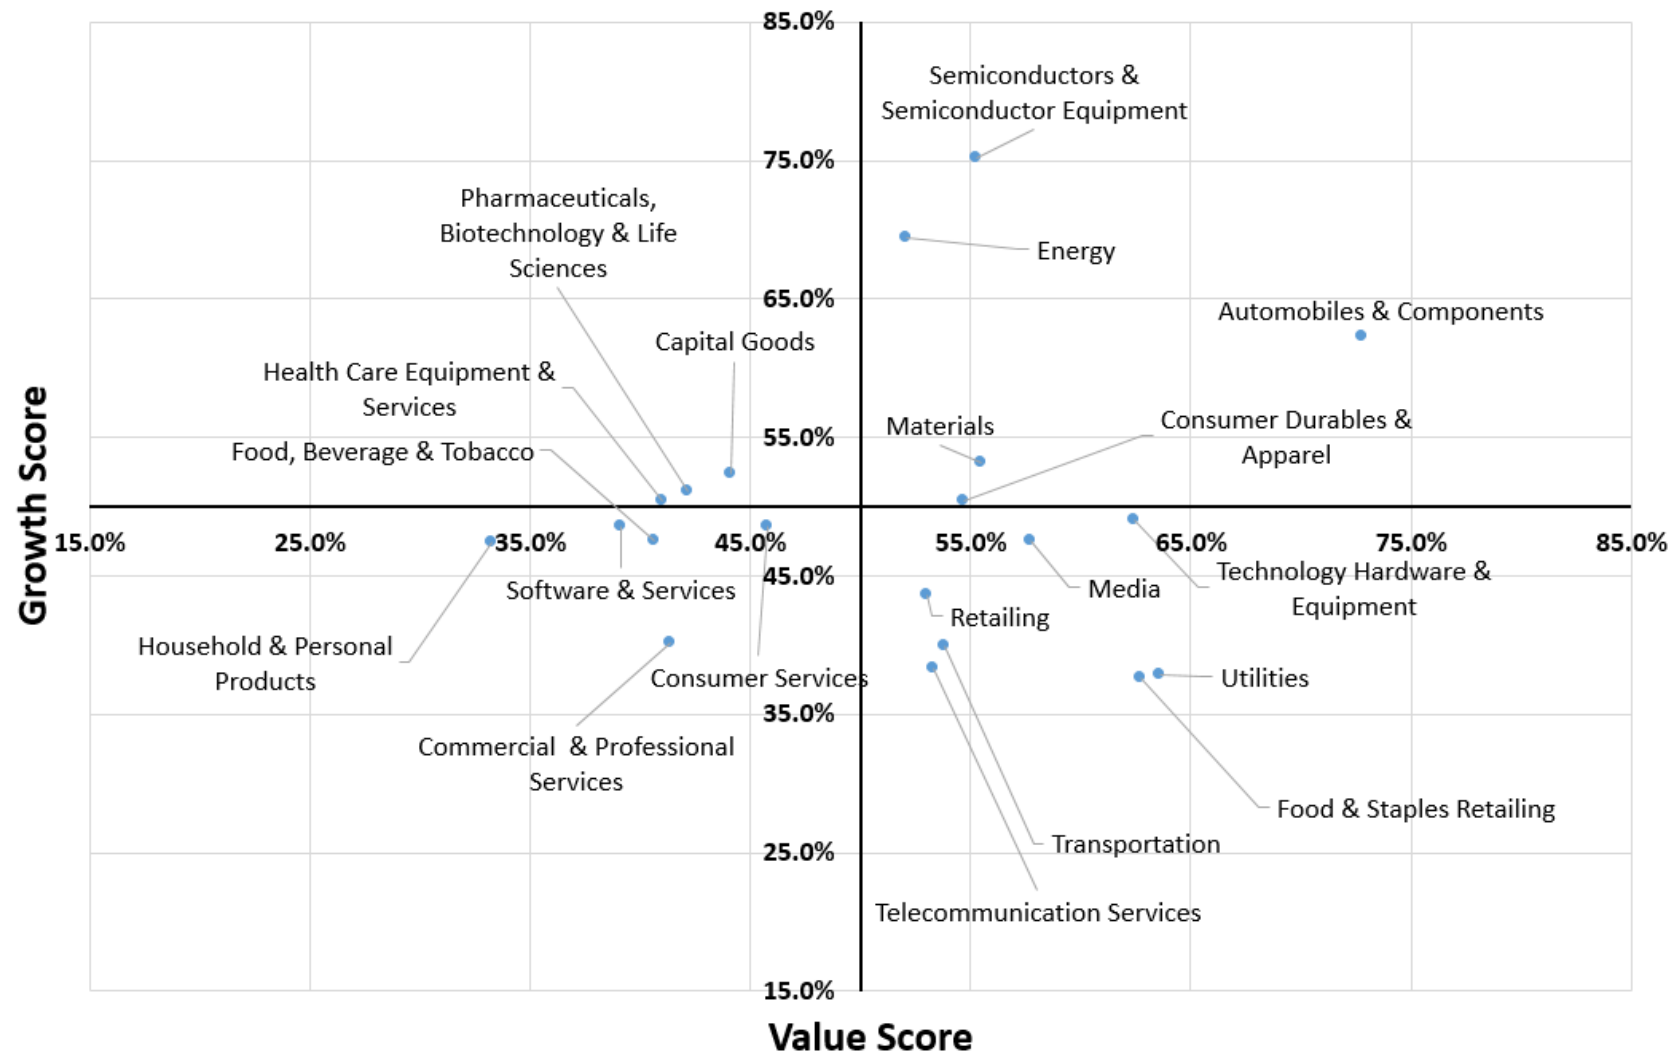 85.0%
Semiconductors &
Semiconductor Equipment
75.0%
Pharmaceuticals,
Biotechnology & Life
Sciences
Energy
65.0%
Automobiles & Components
Capital Goods
Health Care Equipment &
Services
Materials
Consumer Durables &
Apparel
55.0%
Food, Beverage & Tobacco
Growth Score
15.0% 25.0% 35.0% 45.0% 55.0% 65.0% 75.0% 85.0%
45.0%
Technology Hardware &
Equipment
Software & Services
Media
Retailing
Household & Personal
Products
Consumer Services
Utilities
35.0%
Commercial  & Professional
Services
Food & Staples Retailing
Transportation
25.0%
Telecommunication Services
15.0%
Value Score